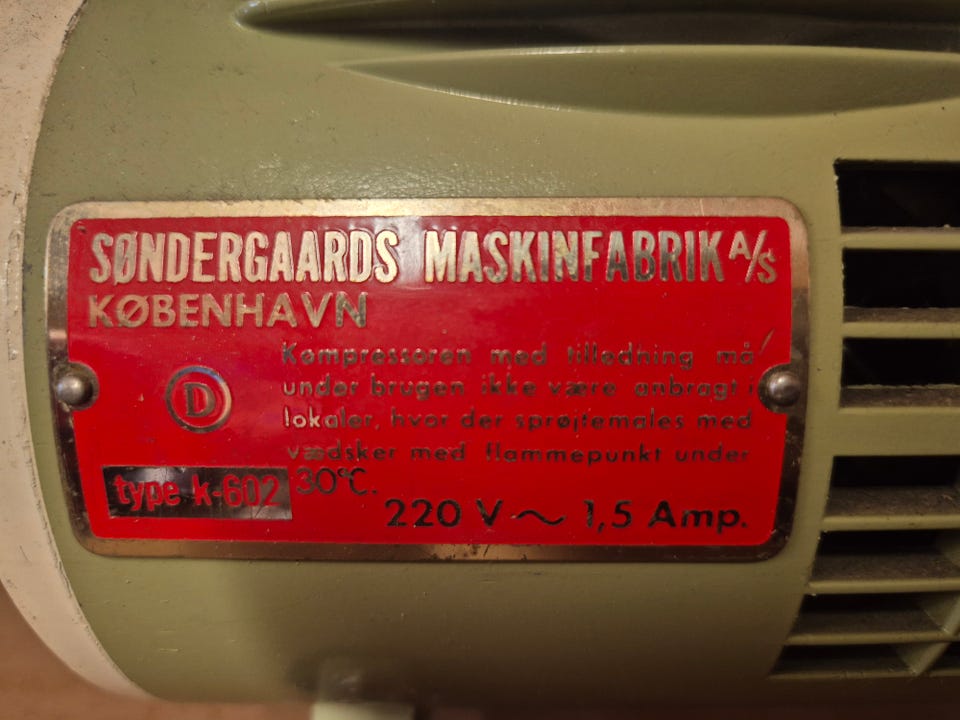 SØNDERGAARDS MASKINFABRIK A/S
KØBENHAVN
Kompressoren med tilledning må
under brugen ikke være anbragt i
lokaler, hvor der sprøjtemales med
vædsker med flammepunkt under
30°C.
D
type k-602
220 V ~ 1,5 Amp.